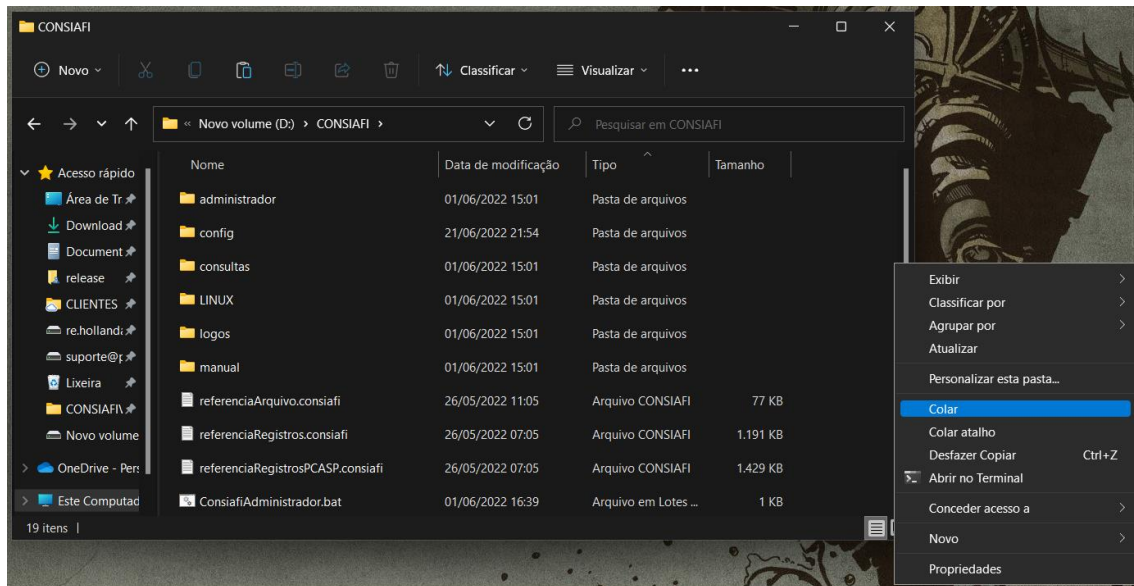 CONSIAFI
Novo
Classificar
Visualizar
« Novo volume (D:) > CONSIAFI >
Pesquisar em CONSIAFI
Nome Data de modificação Tipo Tamanho
Acesso rápido
Área de Tr
Download
Document
release
CLIENTES
re.holland
suporte@p
Lixeira
CONSIAFI\
Novo volume
OneDrive - Pers
Este Computad
administrador 01/06/2022 15:01 Pasta de arquivos
config 21/06/2022 21:54 Pasta de arquivos
consultas 01/06/2022 15:01 Pasta de arquivos
LINUX 01/06/2022 15:01 Pasta de arquivos
logos 01/06/2022 15:01 Pasta de arquivos
manual 01/06/2022 15:01 Pasta de arquivos
referenciaArquivo.consiafi 26/05/2022 11:05 Arquivo CONSIAFI 77 KB
referenciaRegistros.consiafi 26/05/2022 07:05 Arquivo CONSIAFI 1.191 KB
referenciaRegistrosPCASP.consiafi 26/05/2022 07:05 Arquivo CONSIAFI 1.429 KB
ConsiafiAdministrador.bat 01/06/2022 16:39 Arquivo em Lotes ... 1 KB
19 itens
Exibir
Classificar por
Agrupar por
Atualizar
Personalizar esta pasta...
Colar
Colar atalho
Desfazer Copiar Ctrl+Z
Abrir no Terminal
Conceder acesso a
Novo
Propriedades